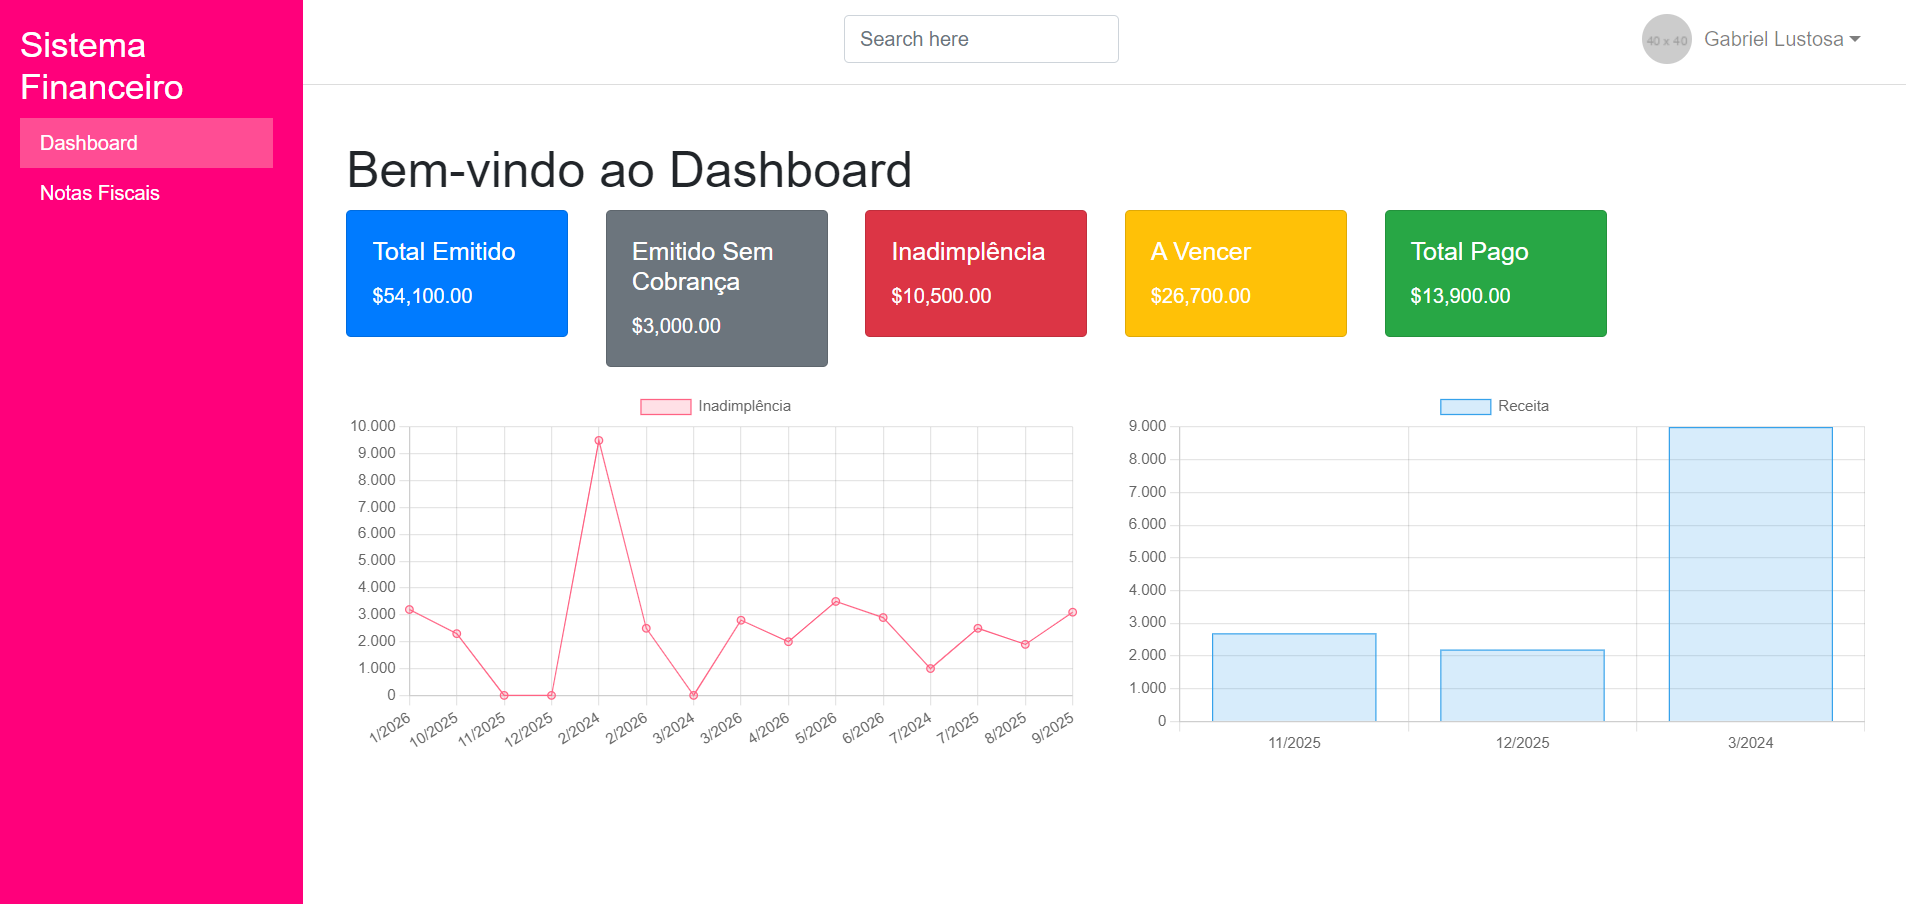 Sistema
Financeiro
Dashboard
Notas Fiscais
Search here
40 x 40
Gabriel Lustosa
Bem-vindo ao Dashboard
Total Emitido
$54,100.00
Emitido Sem
Cobrança
$3,000.00
Inadimplência
$10,500.00
A Vencer
$26,700.00
Total Pago
$13,900.00
Inadimplência
10.000
9.000
8.000
7.000
6.000
5.000
4.000
3.000
2.000
1.000
0
1/2026
10/2025
11/2025
12/2025
2/2024
2/2026
3/2024
3/2026
4/2026
5/2026
6/2026
7/2024
7/2025
8/2025
9/2025
Receita
9.000
8.000
7.000
6.000
5.000
4.000
3.000
2.000
1.000
0
11/2025
12/2025
3/2024